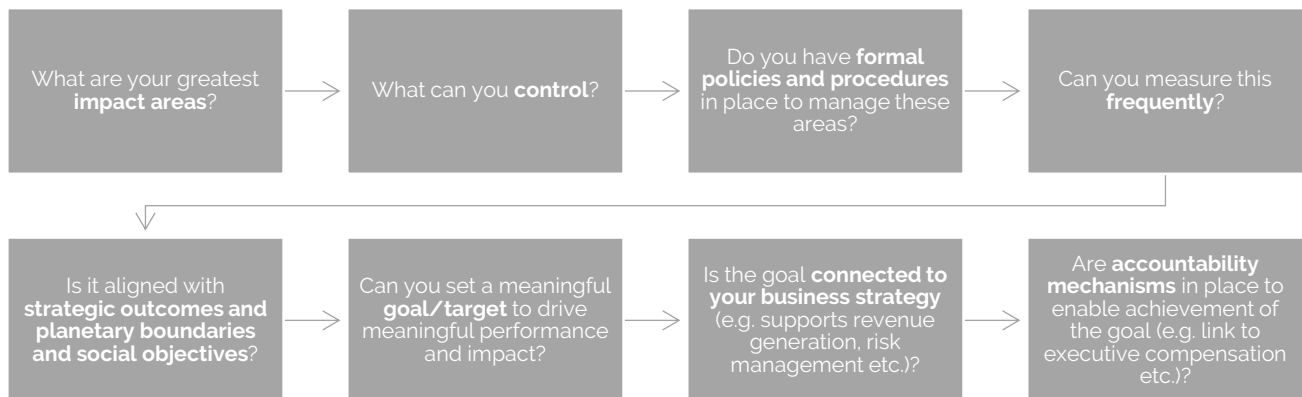 What are your greatest
impact areas?
What can you control?
Do you have formal
policies and procedures
in place to manage these
areas?
Can you measure this
frequently?
Is it aligned with
strategic outcomes and
planetary boundaries
and social objectives?
Can you set a meaningful
goal/target to drive
meaningful performance
and impact?
Is the goal connected to
your business strategy
(e.g. supports revenue
generation, risk
management etc.)?
Are accountability
mechanisms in place to
enable achievement of
the goal (e.g. link to
executive compensation
etc.)?